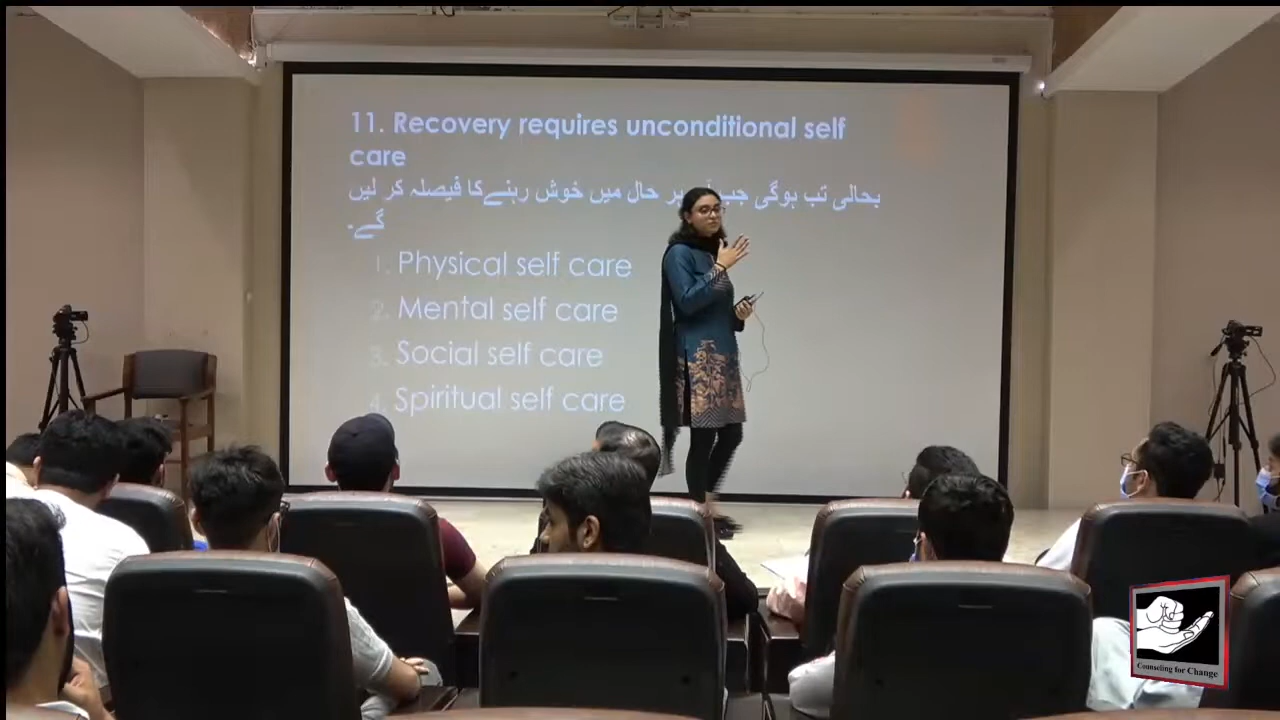 11. Recovery requires unconditional self
care
بحالی تب ہوگی جب آپ ہر حال میں خوش رہنے کا فیصلہ کر لیں
گے۔
1. Physical self care
2. Mental self care
3. Social self care
4. Spiritual self care
Counseling for Change